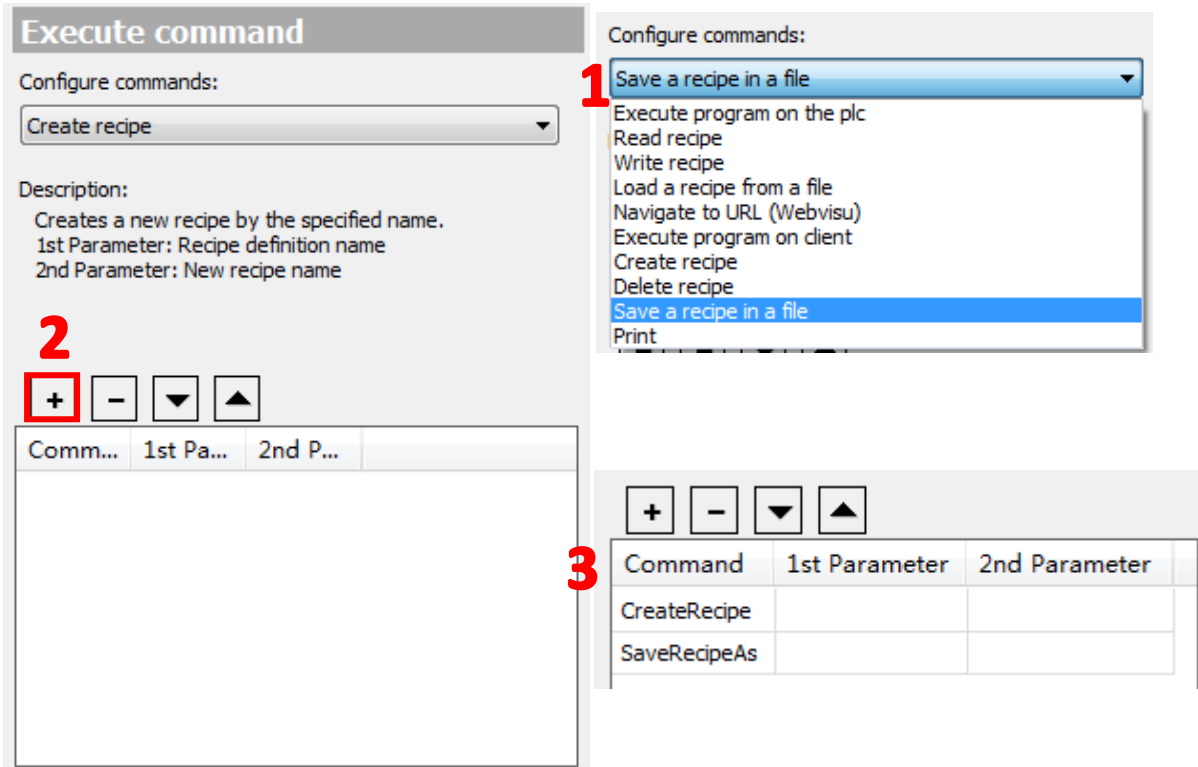 Execute command
Configure commands:
Create recipe
Description:
Creates a new recipe by the specified name.
1st Parameter: Recipe definition name
2nd Parameter: New recipe name
2
+ -
Comm... 1st Pa... 2nd P...
Configure commands:
1
Save a recipe in a file
Execute program on the plc
Read recipe
Write recipe
Load a recipe from a file
Navigate to URL (Webvisu)
Execute program on client
Create recipe
Delete recipe
Save a recipe in a file
Print
+ -
3
Command 1st Parameter 2nd Parameter
CreateRecipe
SaveRecipeAs